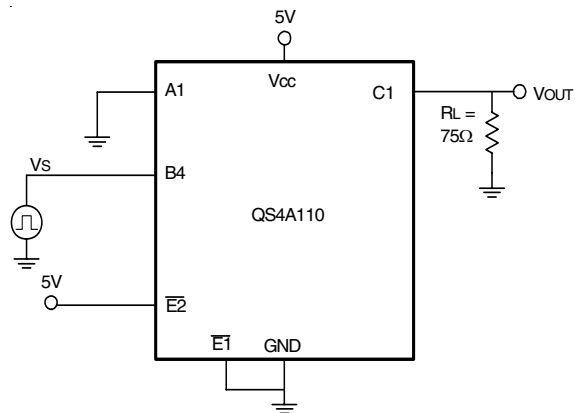 5V
A1
VCC
C1
VOUT
RL =
75Ω
VS
B4
QS4A110
5V
E2
E1
GND